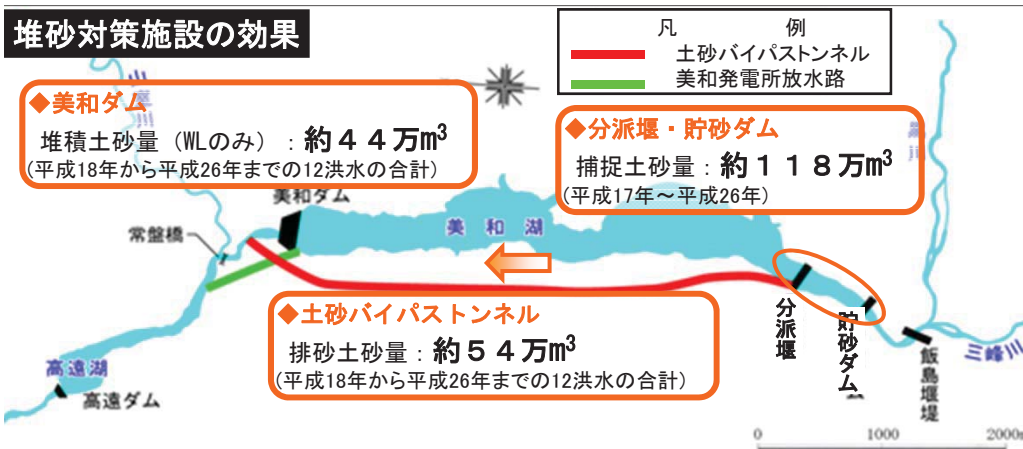 堆砂対策施設の効果
凡 例
土砂バイパストンネル
美和発電所放水路
◆美和ダム
堆積土砂量（WLのみ）：約４４万m³
(平成18年から平成26年までの12洪水の合計)
◆分派堰・貯砂ダム
捕捉土砂量：約１１８万m³
(平成17年～平成26年)
美和ダム
常盤橋
美 和 湖
◆土砂バイパストンネル
排砂土砂量：約５４万m³
(平成18年から平成26年までの12洪水の合計)
分派堰
貯砂ダム
飯島堰堤
三峰川
高遠湖
高遠ダム
0 1000 2000m